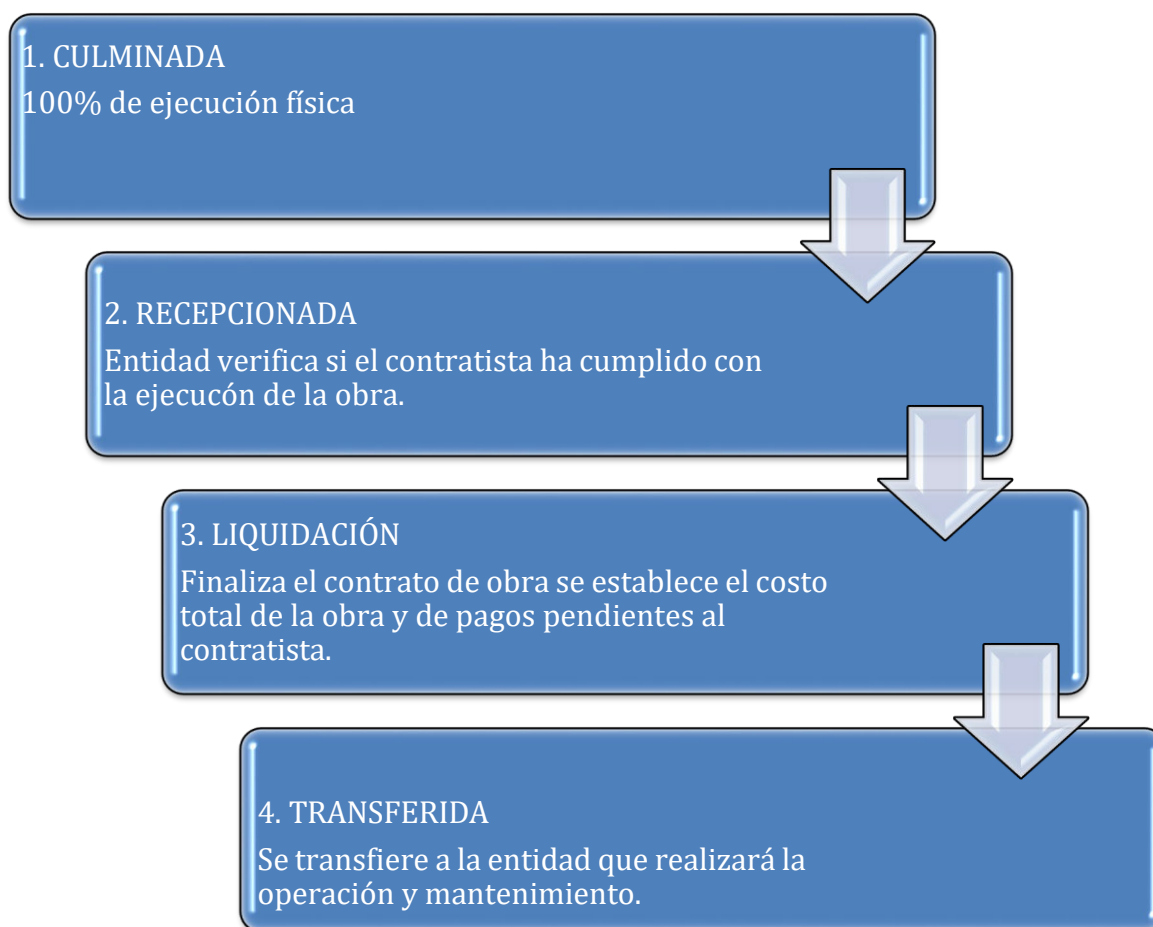 1. CULMINADA
100% de ejecución física
2. RECEPCIONADA
Entidad verifica si el contratista ha cumplido con
la ejecucón de la obra.
3. LIQUIDACIÓN
Finaliza el contrato de obra se establece el costo
total de la obra y de pagos pendientes al
contratista.
4. TRANSFERIDA
Se transfiere a la entidad que realizará la
operación y mantenimiento.